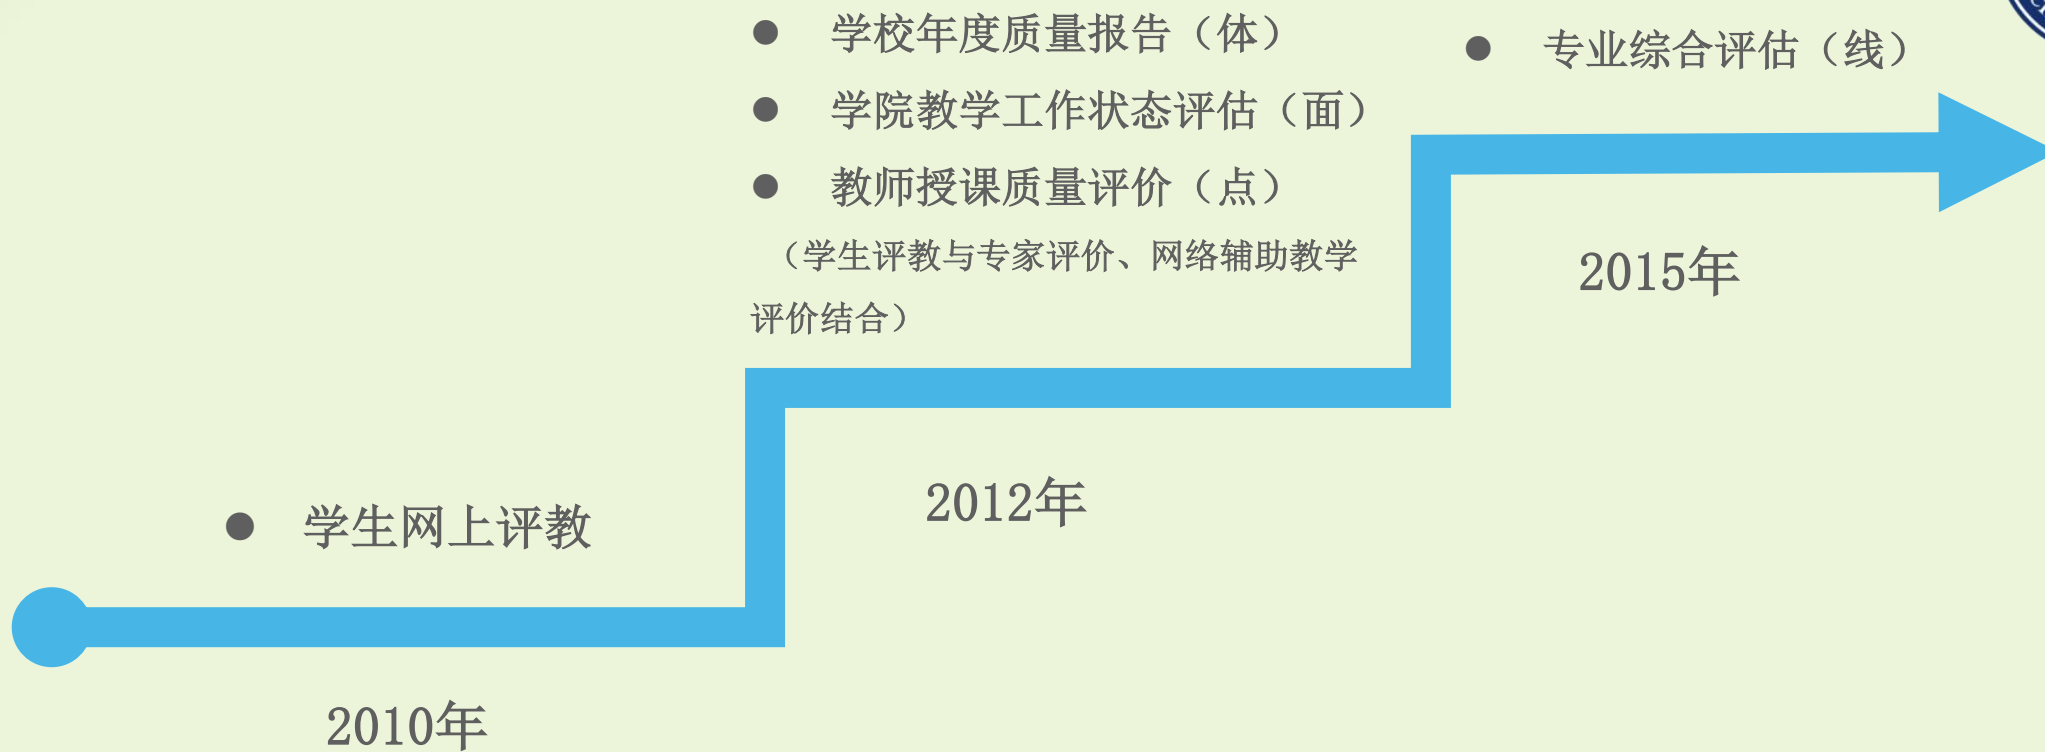 ● 学校年度质量报告（体）
● 学院教学工作状态评估（面）
● 教师授课质量评价（点）
（学生评教与专家评价、网络辅助教学
评价结合）
● 专业综合评估（线）
2015年
2012年
● 学生网上评教
2010年